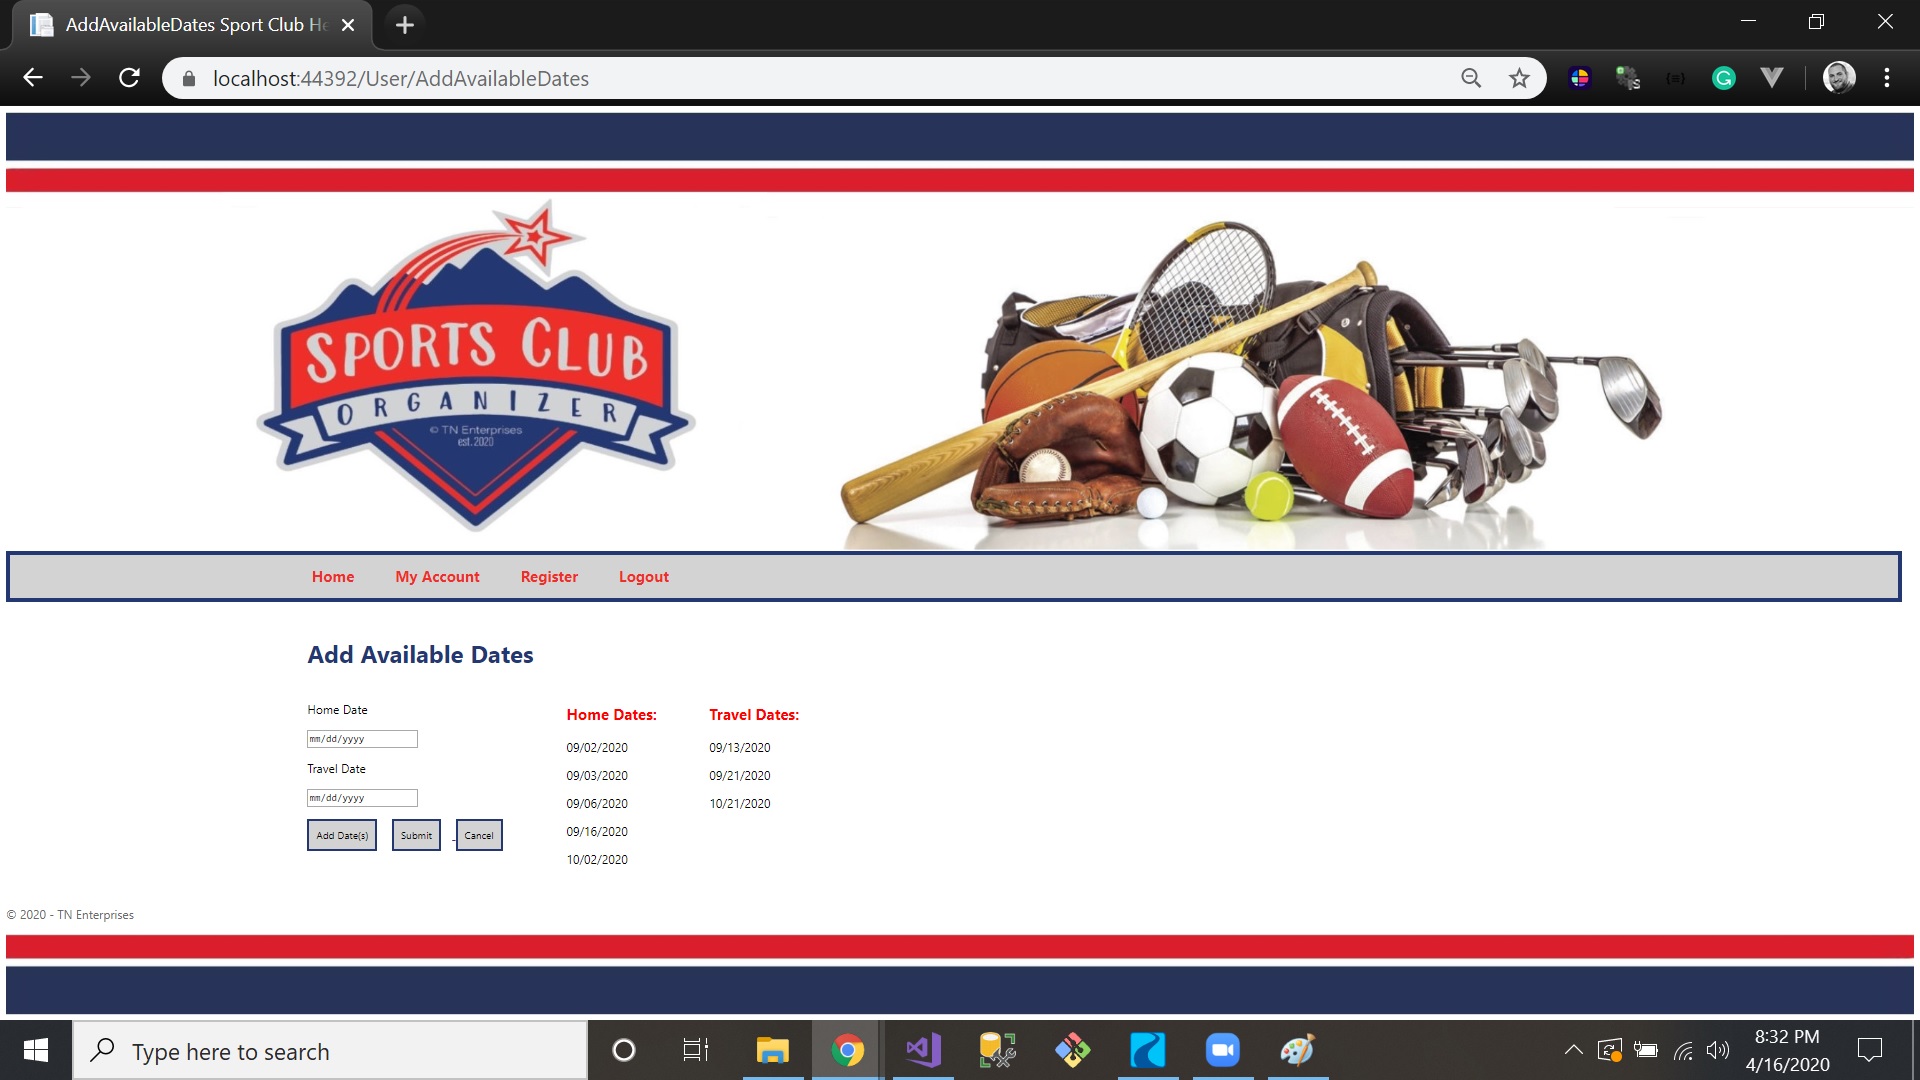 AddAvailableDates Sport Club He
localhost:44392/User/AddAvailableDates
SPORTS CLUB
ORGANIZER
© TN Enterprises
est. 2020
Home My Account Register Logout
Add Available Dates
Home Date
mm/dd/yyyy
Travel Date
mm/dd/yyyy
Add Date(s) Submit Cancel
Home Dates: Travel Dates:
09/02/2020 09/13/2020
09/03/2020 09/21/2020
09/06/2020 10/21/2020
09/16/2020
10/02/2020
© 2020 - TN Enterprises
Type here to search
8:32 PM
4/16/2020